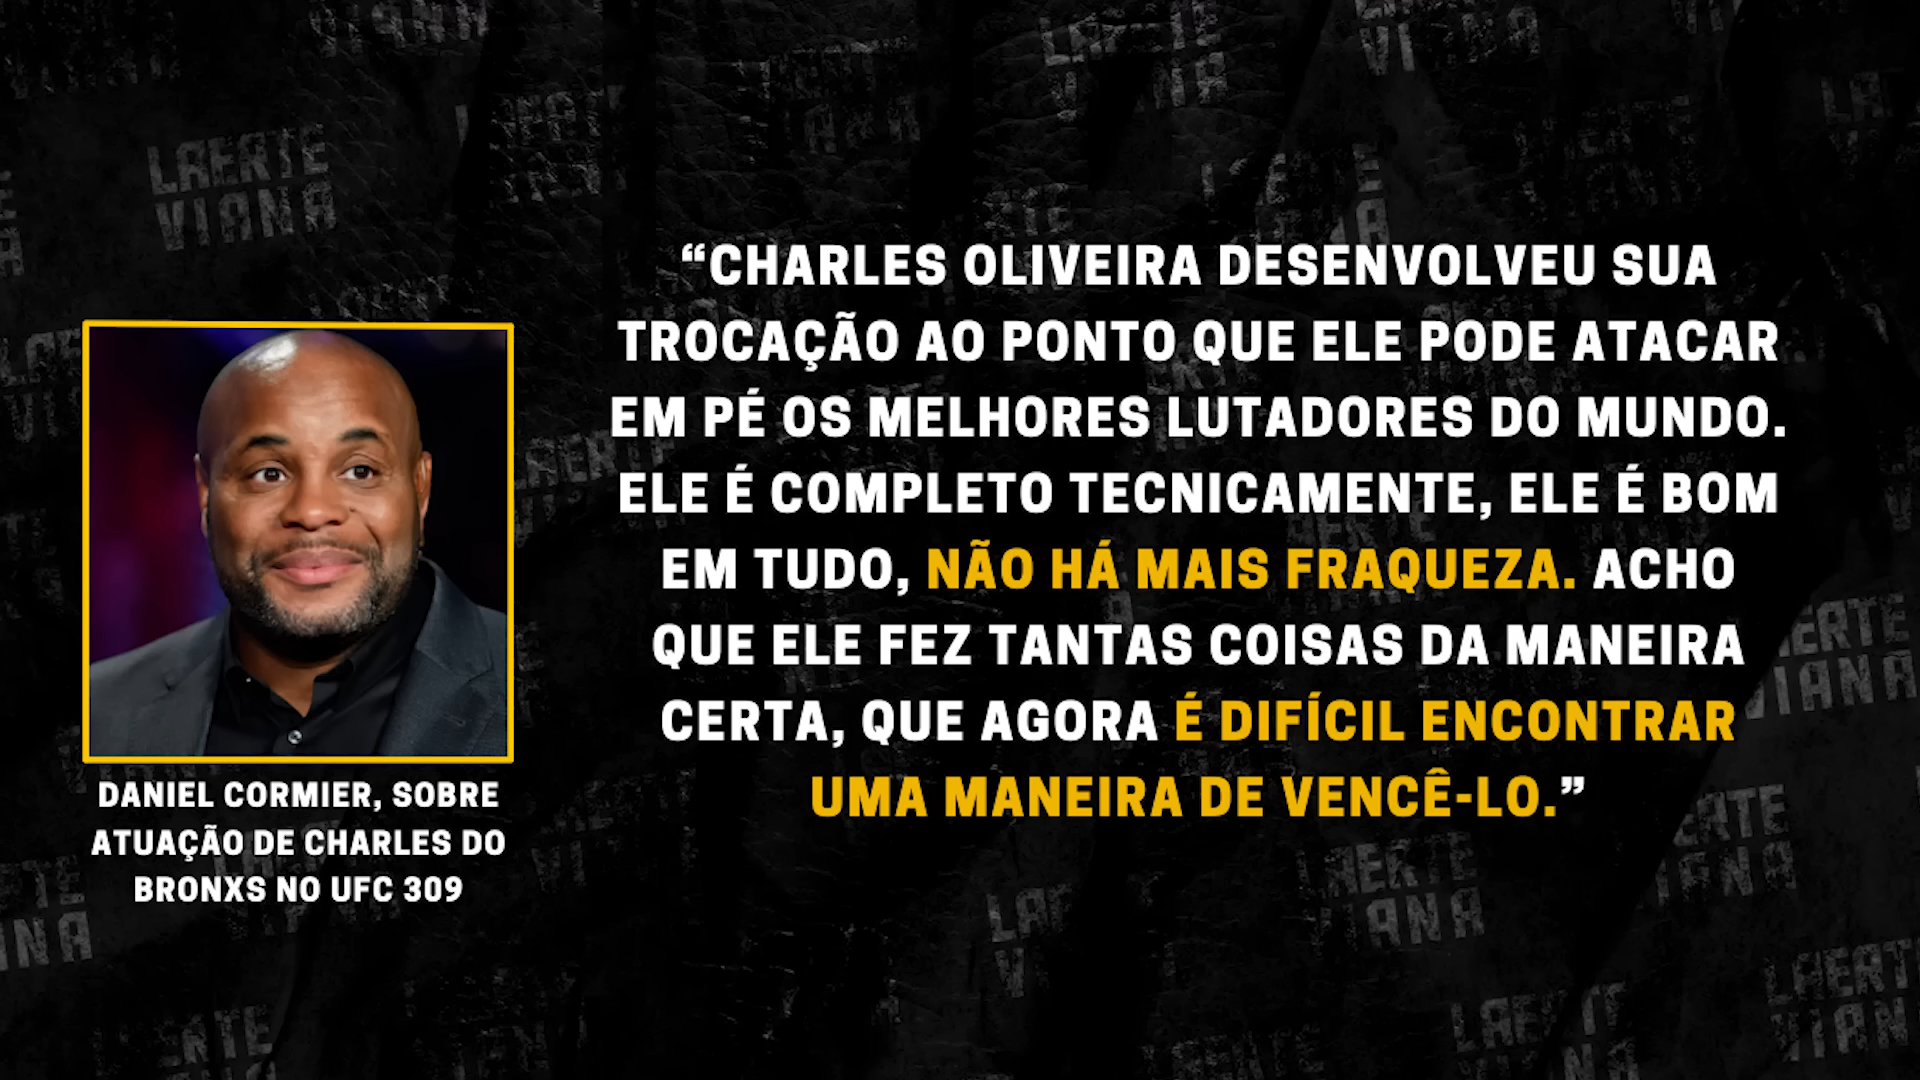 LAERTE
VIANA
“CHARLES OLIVEIRA DESENVOLVEU SUA
TROCAÇÃO AO PONTO QUE ELE PODE ATACAR
EM PÉ OS MELHORES LUTADORES DO MUNDO.
ELE É COMPLETO TECNICAMENTE, ELE É BOM
EM TUDO, NÃO HÁ MAIS FRAQUEZA. ACHO
QUE ELE FEZ TANTAS COISAS DA MANEIRA
CERTA, QUE AGORA É DIFÍCIL ENCONTRAR
UMA MANEIRA DE VENCÊ-LO.”
DANIEL CORMIER, SOBRE
ATUAÇÃO DE CHARLES DO
BRONXS NO UFC 309